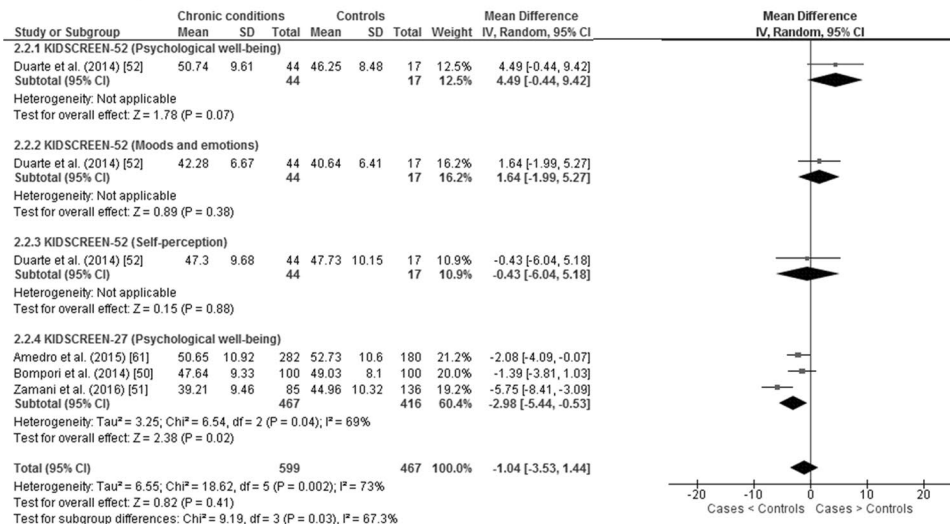 Chronic conditions Controls Mean Difference Mean Difference
Study or Subgroup Mean SD Total Mean SD Total Weight IV, Random, 95% CI IV, Random, 95% CI
2.2.1 KIDSCREEN-52 (Psychological well-being)
Duarte et al. (2014) [52] 50.74 9.61 44 46.25 8.48 17 12.5% 4.49 [-0.44, 9.42]
Subtotal (95% CI) 44 17 12.5% 4.49 [-0.44, 9.42]
Heterogeneity: Not applicable
Test for overall effect: Z = 1.78 (P = 0.07)
2.2.2 KIDSCREEN-52 (Moods and emotions)
Duarte et al. (2014) [52] 42.28 6.67 44 40.64 6.41 17 16.2% 1.64 [-1.99, 5.27]
Subtotal (95% CI) 44 17 16.2% 1.64 [-1.99, 5.27]
Heterogeneity: Not applicable
Test for overall effect: Z = 0.89 (P = 0.38)
2.2.3 KIDSCREEN-52 (Self-perception)
Duarte et al. (2014) [52] 47.3 9.68 44 47.73 10.15 17 10.9% -0.43 [-6.04, 5.18]
Subtotal (95% CI) 44 17 10.9% -0.43 [-6.04, 5.18]
Heterogeneity: Not applicable
Test for overall effect: Z = 0.15 (P = 0.88)
2.2.4 KIDSCREEN-27 (Psychological well-being)
Amedro et al. (2015) [61] 50.65 10.92 282 52.73 10.6 180 21.2% -2.08 [-4.09, -0.07]
Bompori et al. (2014) [50] 47.64 9.33 100 49.03 8.1 100 20.0% -1.39 [-3.81, 1.03]
Zamani et al. (2016) [51] 39.21 9.46 85 44.96 10.32 136 19.2% -5.75 [-8.41, -3.09]
Subtotal (95% CI) 467 416 60.4% -2.98 [-5.44, -0.53]
Heterogeneity: Tau² = 3.25; Chi² = 6.54, df = 2 (P = 0.04); I² = 69%
Test for overall effect: Z = 2.38 (P = 0.02)
Total (95% CI) 599 467 100.0% -1.04 [-3.53, 1.44]
Heterogeneity: Tau² = 6.55; Chi² = 18.62, df = 5 (P = 0.002); I² = 73%
Test for overall effect: Z = 0.82 (P = 0.41)
Test for subgroup differences: Chi² = 9.19, df = 3 (P = 0.03), I² = 67.3%
-20 -10 0 10 20
Cases < Controls Cases > Controls